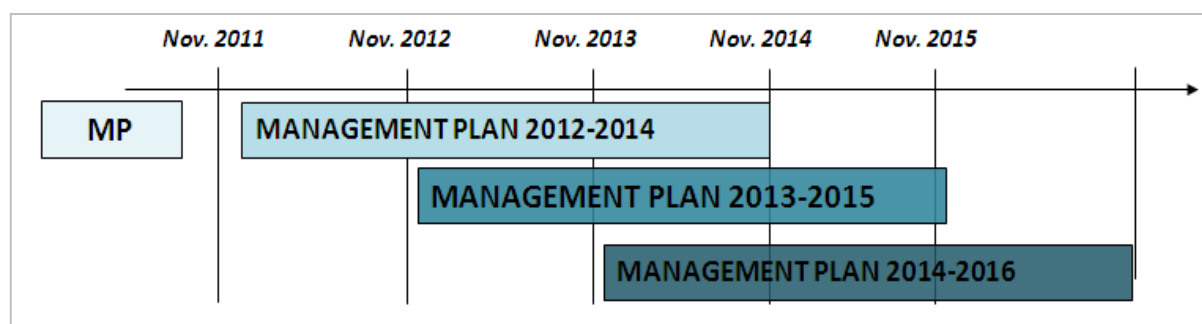 Nov. 2011 Nov. 2012 Nov. 2013 Nov. 2014 Nov. 2015
MP
MANAGEMENT PLAN 2012-2014
MANAGEMENT PLAN 2013-2015
MANAGEMENT PLAN 2014-2016